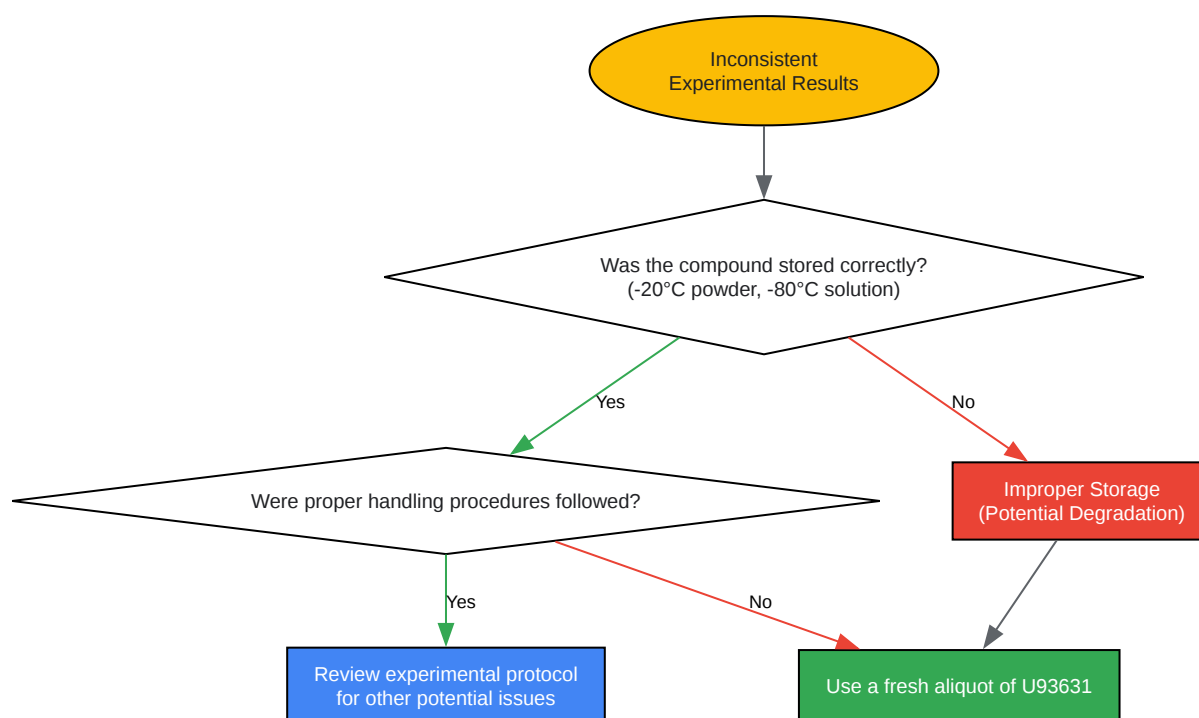 Inconsistent
Experimental Results
Was the compound stored correctly?
(-20°C powder, -80°C solution)
Yes
No
Were proper handling procedures followed?
Improper Storage
(Potential Degradation)
Yes
No
Review experimental protocol
for other potential issues
Use a fresh aliquot of U93631